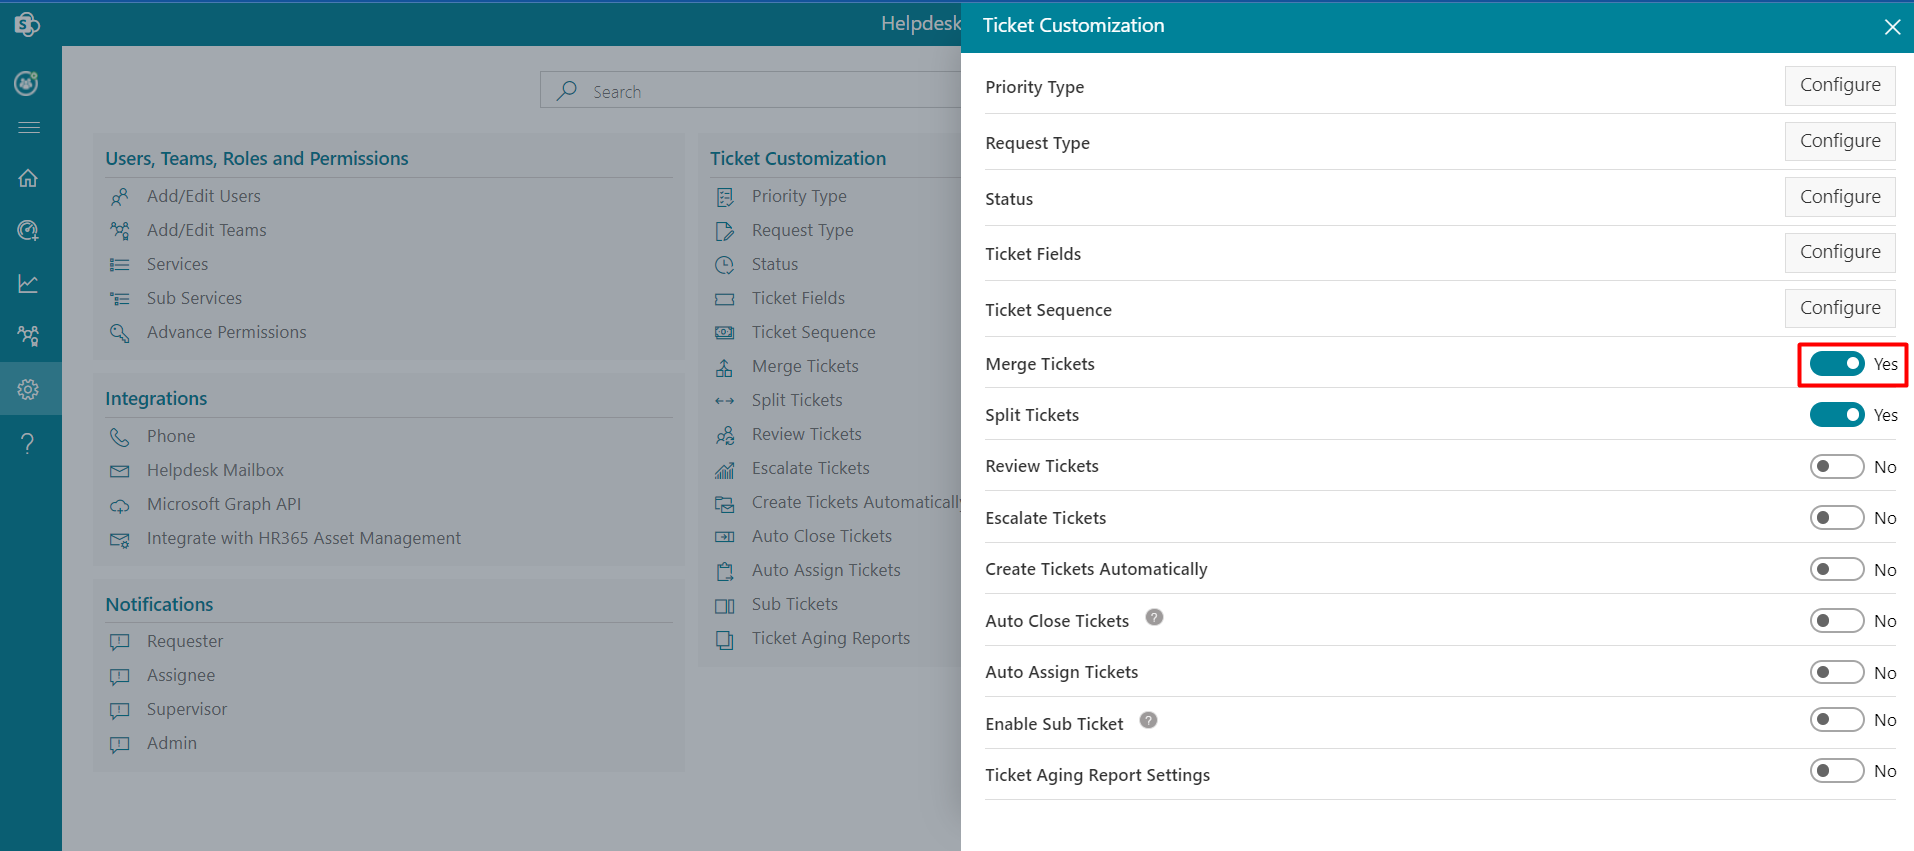 Helpdesk
Search
Users, Teams, Roles and Permissions
Add/Edit Users
Add/Edit Teams
Services
Sub Services
Advance Permissions
Integrations
Phone
Helpdesk Mailbox
Microsoft Graph API
Integrate with HR365 Asset Management
Notifications
Requester
Assignee
Supervisor
Admin
Ticket Customization
Priority Type
Request Type
Status
Ticket Fields
Ticket Sequence
Merge Tickets
Split Tickets
Review Tickets
Escalate Tickets
Create Tickets Automatically
Auto Close Tickets
Auto Assign Tickets
Sub Tickets
Ticket Aging Reports
Ticket Customization
Priority Type Configure
Request Type Configure
Status Configure
Ticket Fields Configure
Ticket Sequence Configure
Merge Tickets Yes
Split Tickets Yes
Review Tickets No
Escalate Tickets No
Create Tickets Automatically No
Auto Close Tickets ? No
Auto Assign Tickets No
Enable Sub Ticket ? No
Ticket Aging Report Settings No